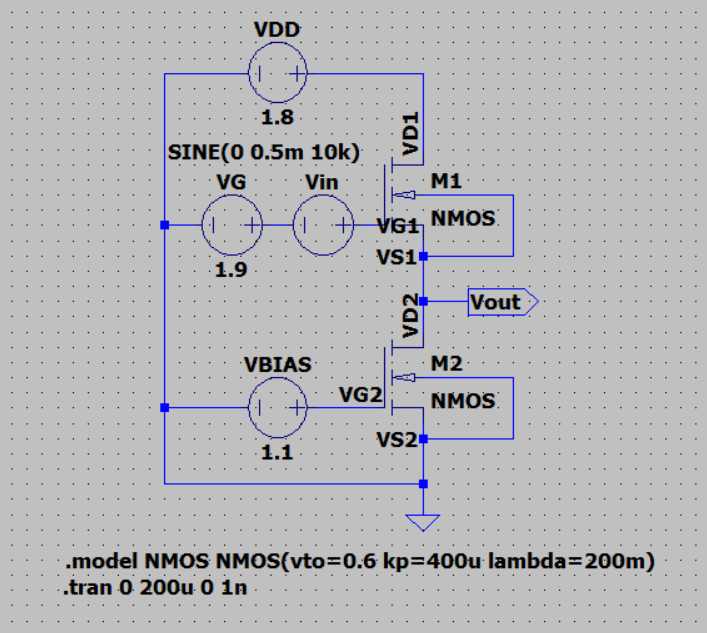 VDD
1.8
VD1
SINE(0 0.5m 10k)
VG
Vin
M1
VG1
NMOS
VS1
1.9
VD2
Vout
VBIAS
M2
VG2
NMOS
VS2
1.1
.model NMOS NMOS(vto=0.6 kp=400u lambda=200m)
.tran 0 200u 0 1n